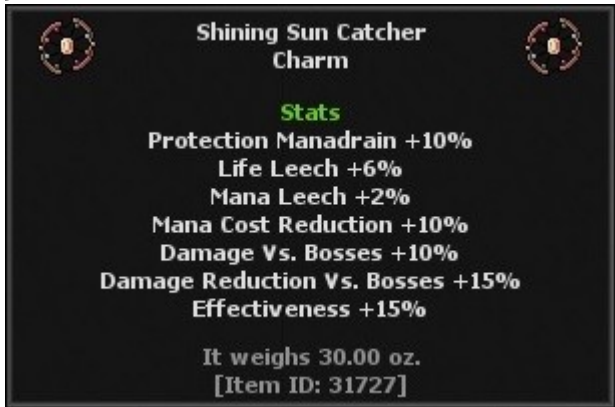 Shining Sun Catcher
Charm
Stats
Protection Manadrain +10%
Life Leech +6%
Mana Leech +2%
Mana Cost Reduction +10%
Damage Vs. Bosses +10%
Damage Reduction Vs. Bosses +15%
Effectiveness +15%
It weighs 30.00 oz.
[Item ID: 31727]